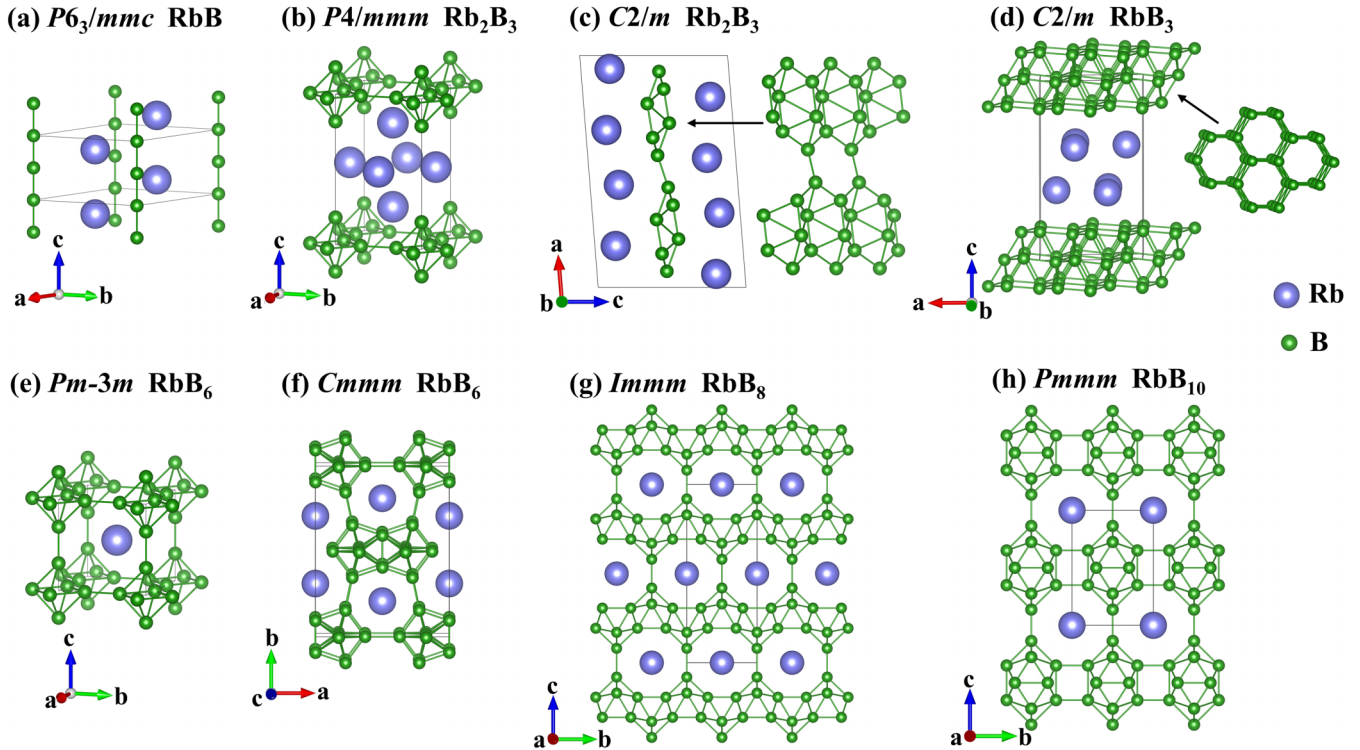 (a) P6₃/mmc RbB
(b) P4/mmm Rb₂B₃
(c) C2/m Rb₂B₃
(d) C2/m RbB₃
c
a
b
c
a
b
a
b
c
c
a
b
Rb
B
(e) Pm-3m RbB₆
(f) Cmmm RbB₆
(g) Immm RbB₈
(h) Pmmm RbB₁₀
c
a
b
b
c
a
c
a
b
c
a
b